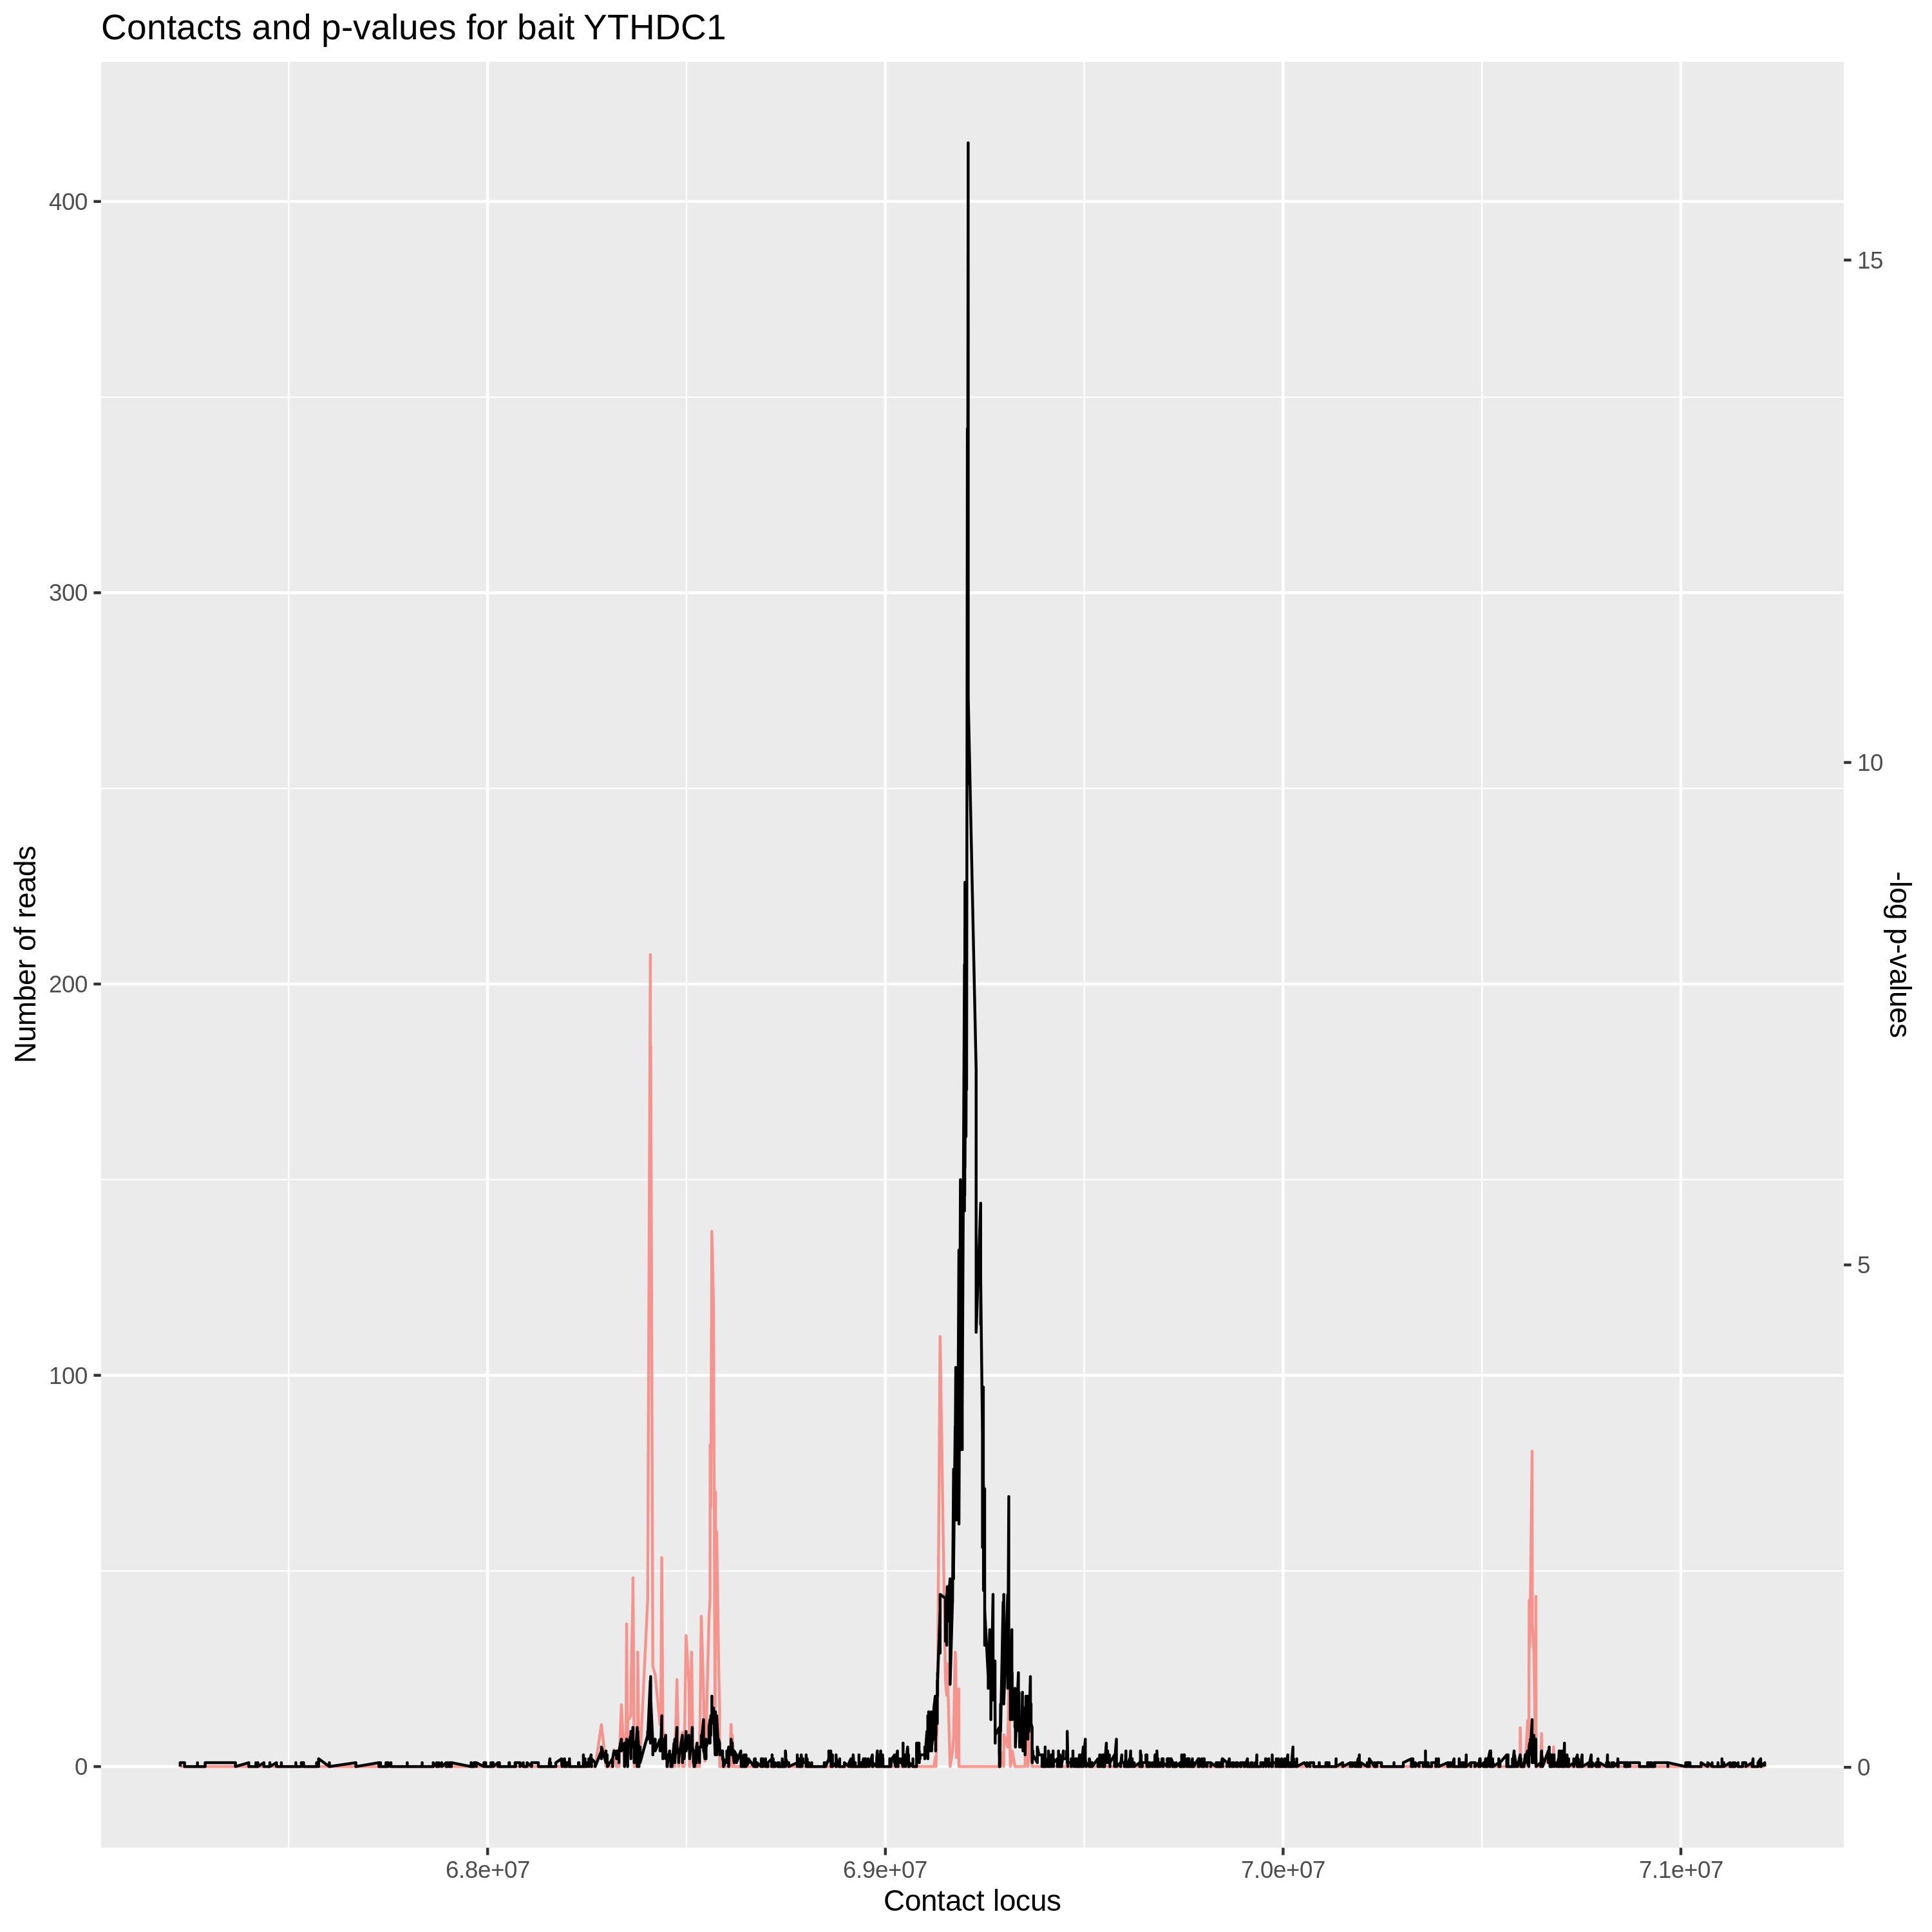 Contacts and p-values for bait YTHDC1
400
300
200
100
0
Number of reads
15
10
5
0
-log p-values
6.8e+07
6.9e+07
7.0e+07
7.1e+07
Contact locus